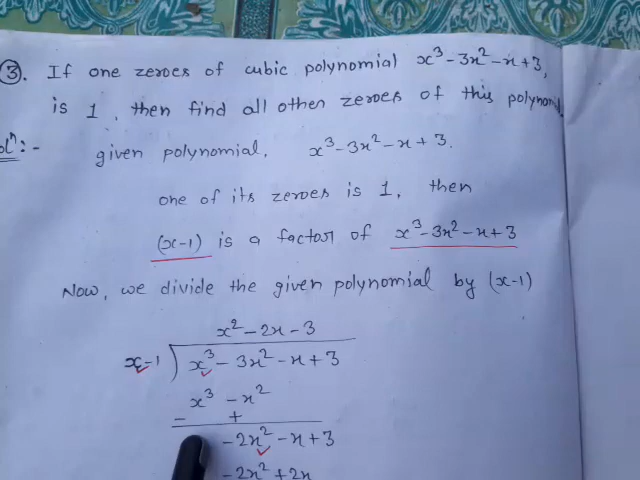 ③. If one zeroes of cubic polynomial x³-3x²-x+3,
is 1, then find all other zeroes of this polynomial
:- given polynomial, x³-3x²-x+3.
one of its zeroes is 1, then
(x-1) is a factor of x³-3x²-x+3
Now, we divide the given polynomial by (x-1)
x²-2x-3
x-1 ) x³-3x²-x+3
x³ -x²
- +
-2x²-x+3
-2x²+2x